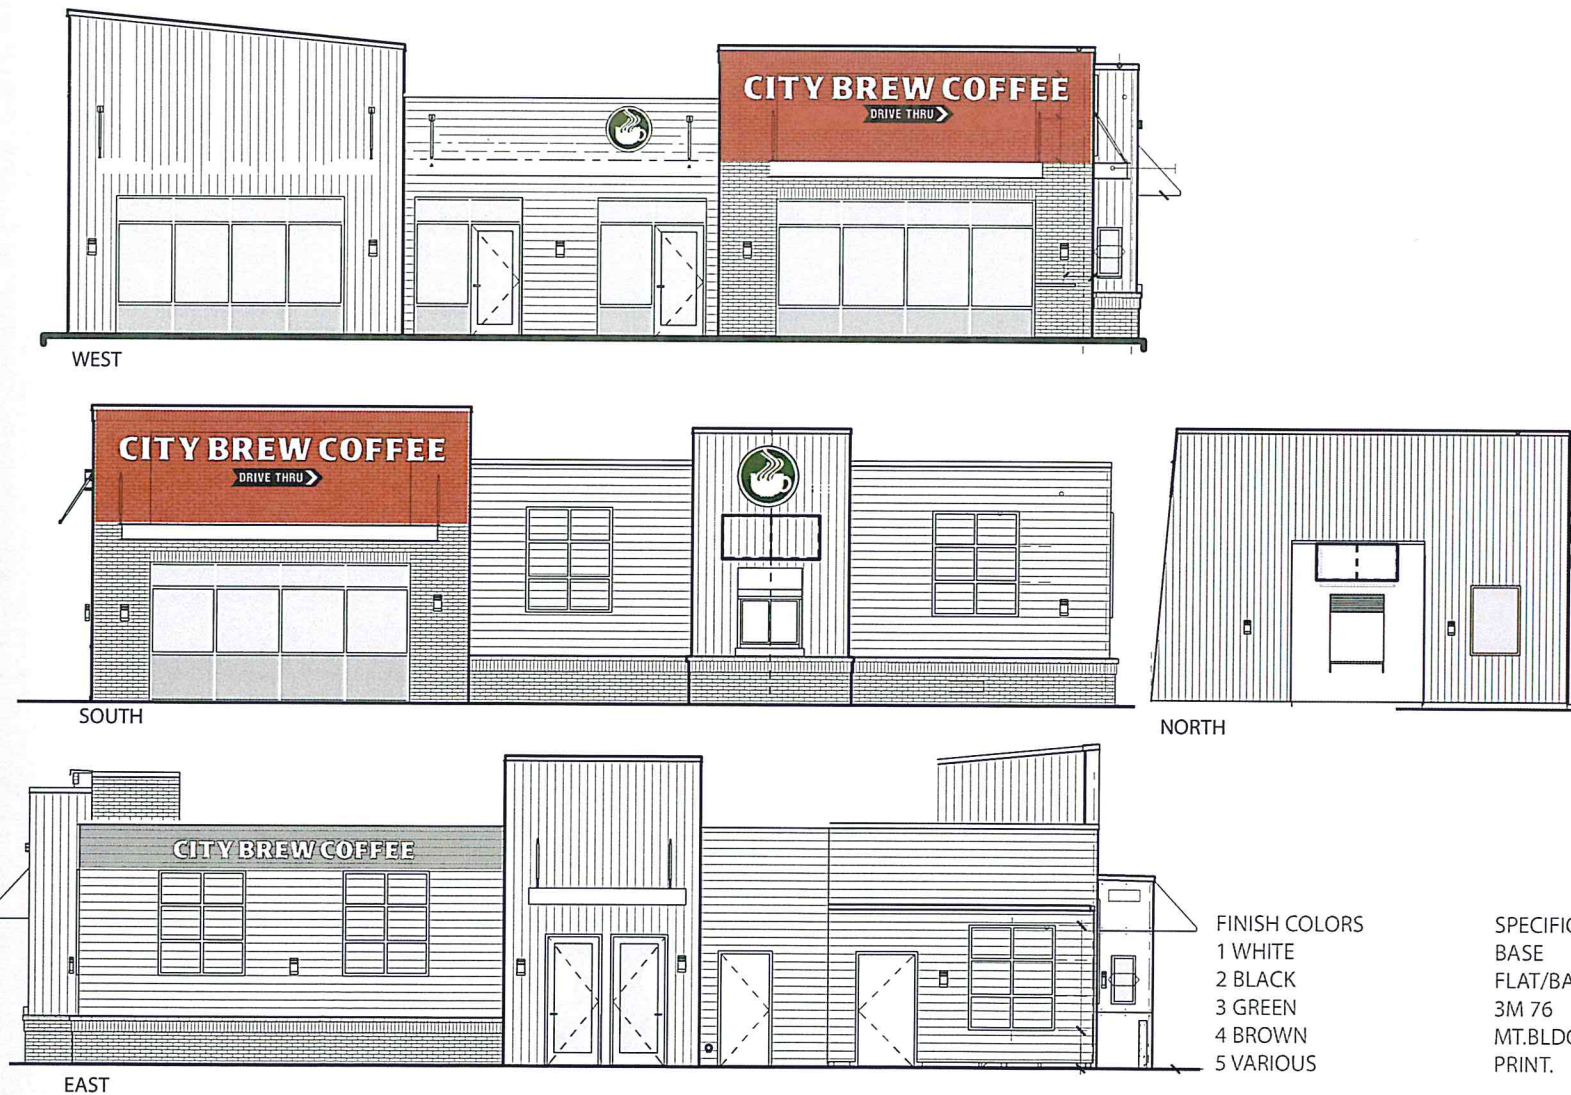 CITY BREW COFFEE
DRIVE THRU
WEST
CITY BREW COFFEE
DRIVE THRU
SOUTH
NORTH
CITY BREW COFFEE
EAST
FINISH COLORS
1 WHITE
2 BLACK
3 GREEN
4 BROWN
5 VARIOUS
BASE
3M 76
PRINT.